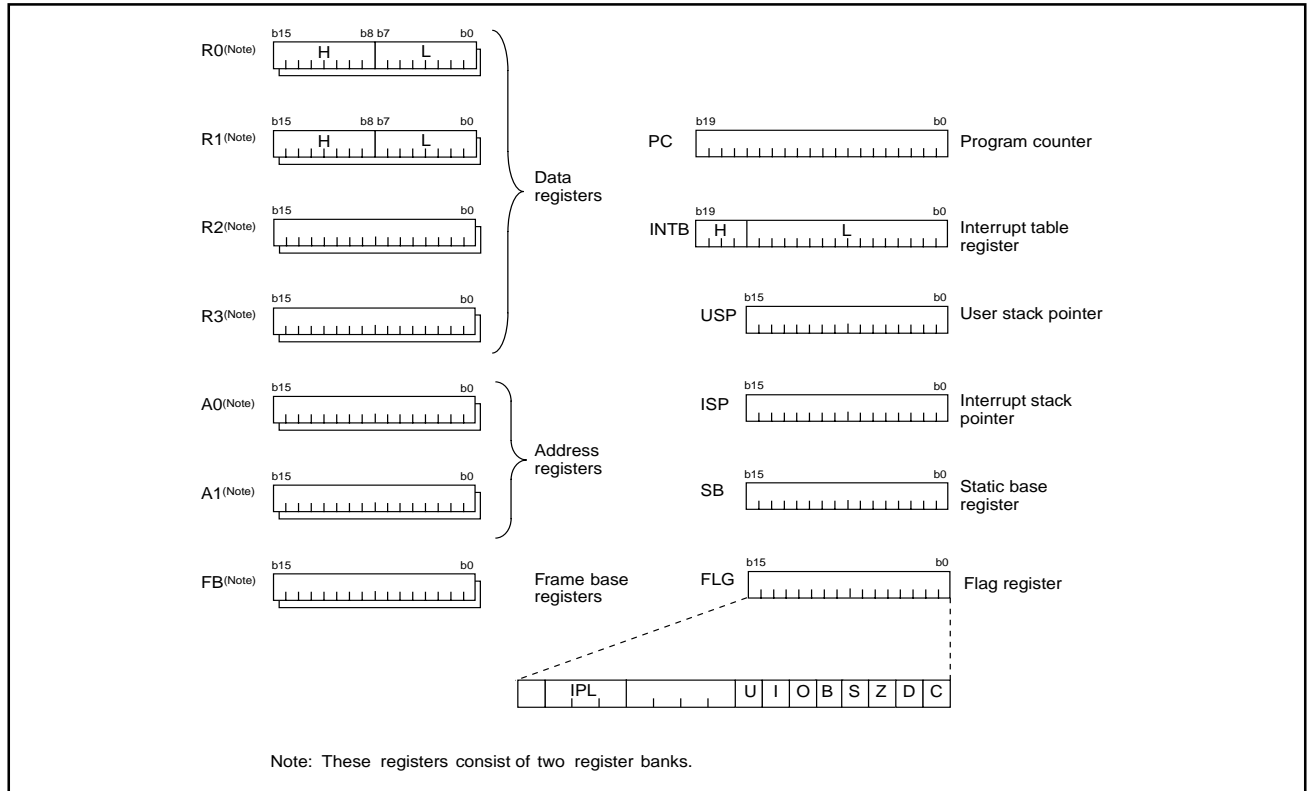 b15 b8 b7 b0
R0(Note) H L
b15 b8 b7 b0
R1(Note) H L
b15 b0
R2(Note)
b15 b0
R3(Note)
Data
registers
b15 b0
A0(Note)
b15 b0
A1(Note)
Address
registers
b15 b0
FB(Note)
Frame base
registers
b19 b0
PC Program counter
b19 b0
INTB H L Interrupt table
register
b15 b0
USP User stack pointer
b15 b0
ISP Interrupt stack
pointer
b15 b0
SB Static base
register
b15 b0
FLG Flag register
IPL U I O B S Z D C
Note: These registers consist of two register banks.